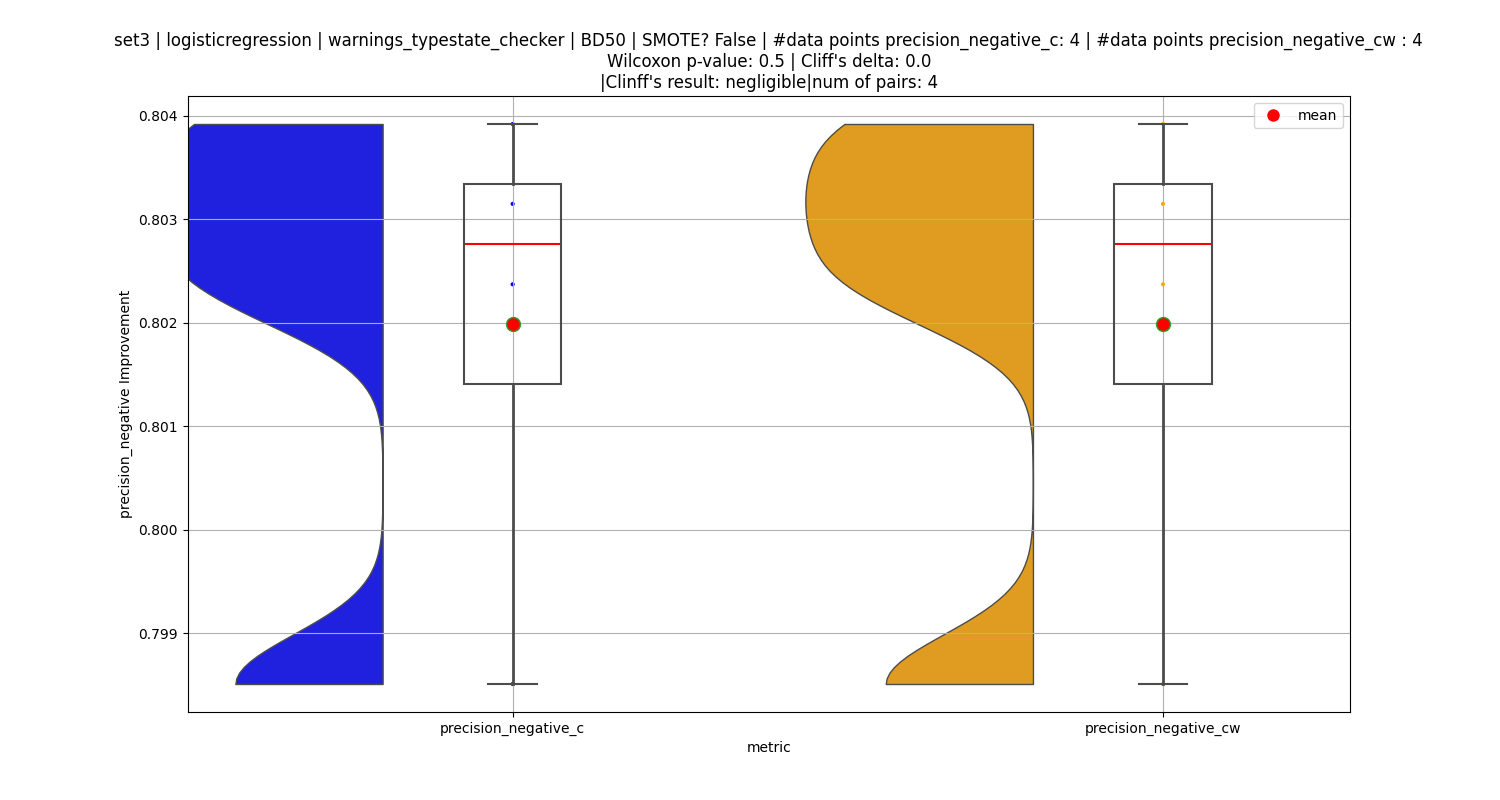 set3 | logisticregression | warnings_typestate_checker | BD50 | SMOTE? False | #data points precision_negative_c: 4 | #data points precision_negative_cw : 4
Wilcoxon p-value: 0.5 | Cliff's delta: 0.0
|Clinff's result: negligible|num of pairs: 4
mean
0.804
0.803
0.802
0.801
0.800
0.799
precision_negative Improvement
precision_negative_c
precision_negative_cw
metric